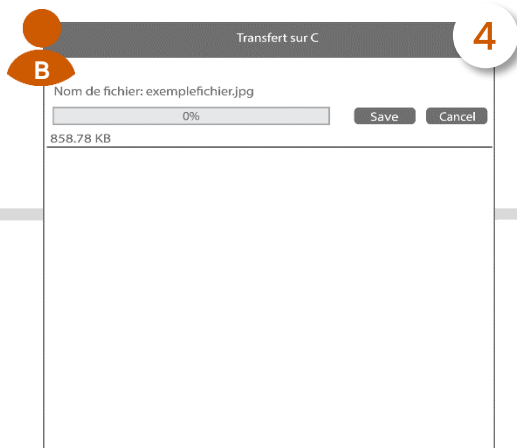 Transfert sur C
4
B
Nom de fichier: exemplefichier.jpg
0%
Save
Cancel
858.78 KB